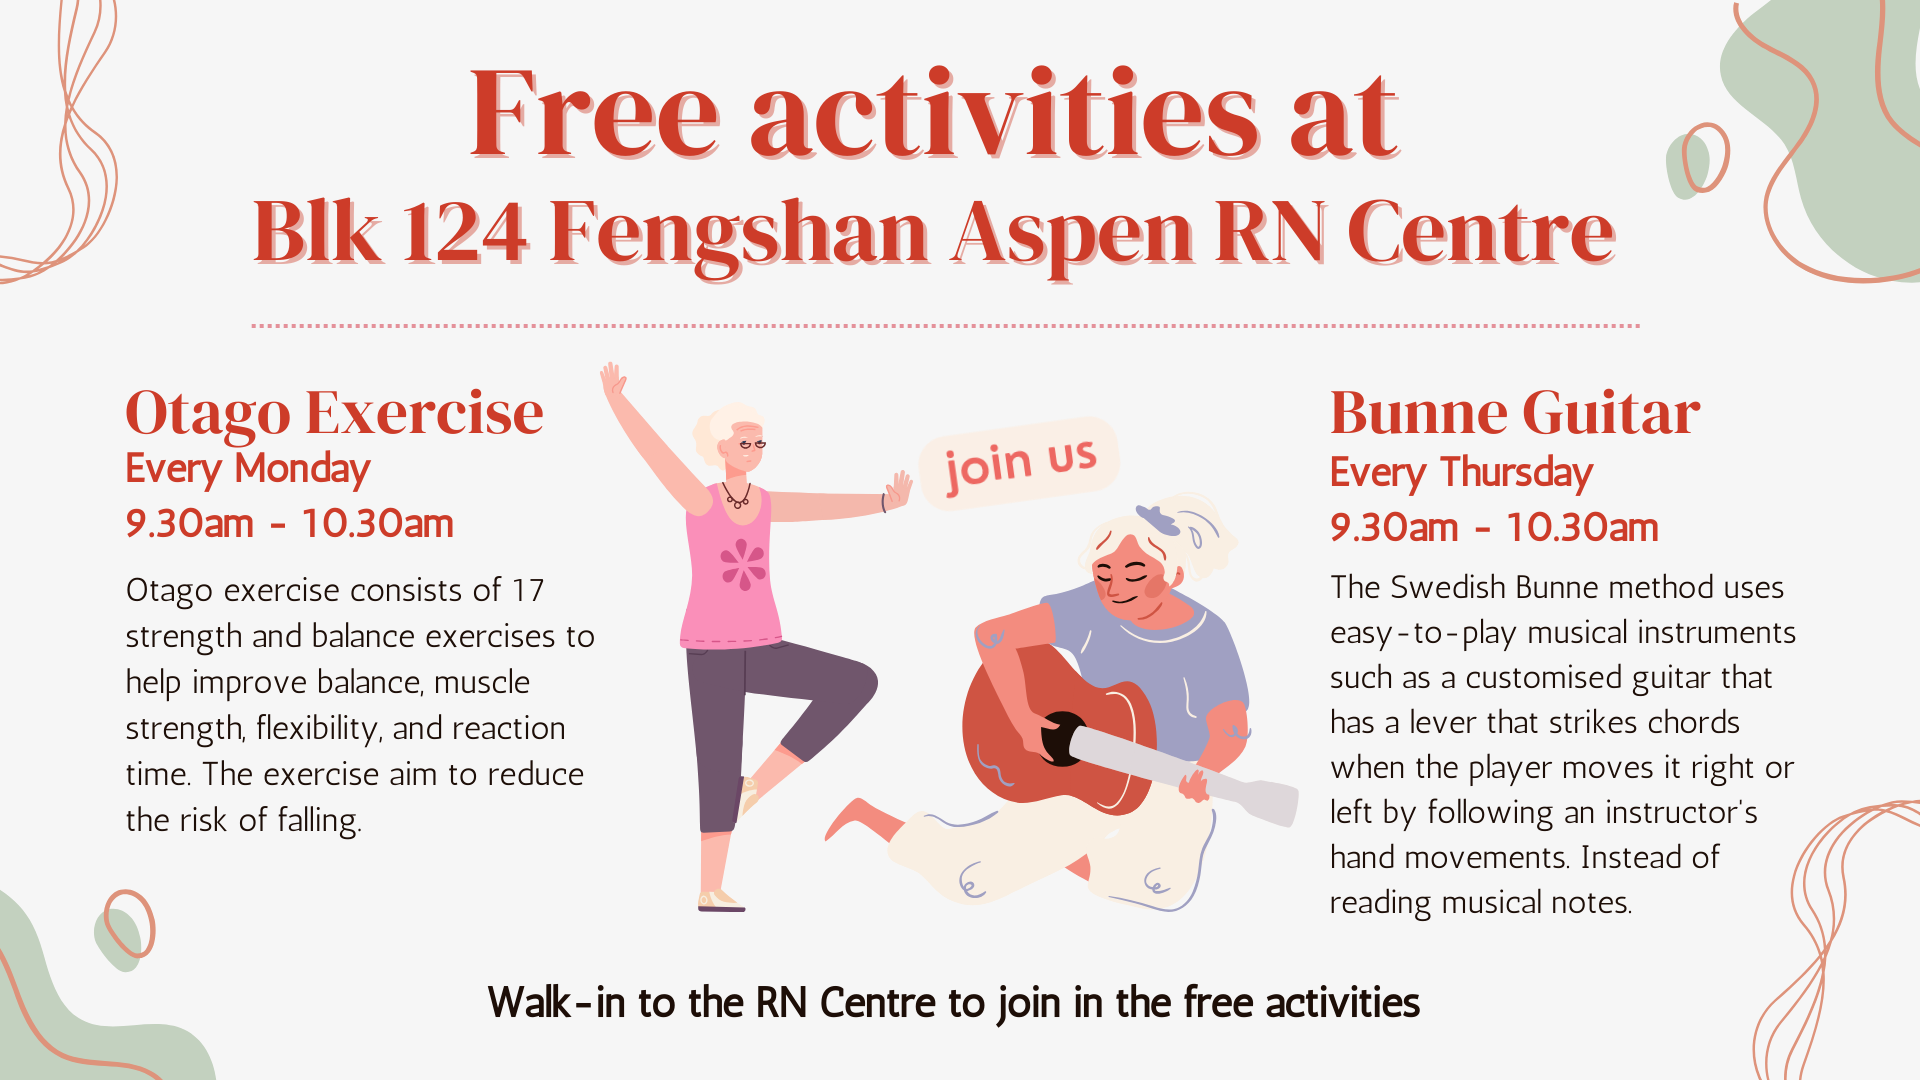 Free activities at
Blk 124 Fengshan Aspen RN Centre
Otago Exercise
Every Monday
9.30am - 10.30am
Otago exercise consists of 17
strength and balance exercises to
help improve balance, muscle
strength, flexibility, and reaction
time. The exercise aim to reduce
the risk of falling.
join us
Bunne Guitar
Every Thursday
9.30am - 10.30am
The Swedish Bunne method uses
easy-to-play musical instruments
such as a customised guitar that
has a lever that strikes chords
when the player moves it right or
left by following an instructor's
hand movements. Instead of
reading musical notes.
Walk-in to the RN Centre to join in the free activities